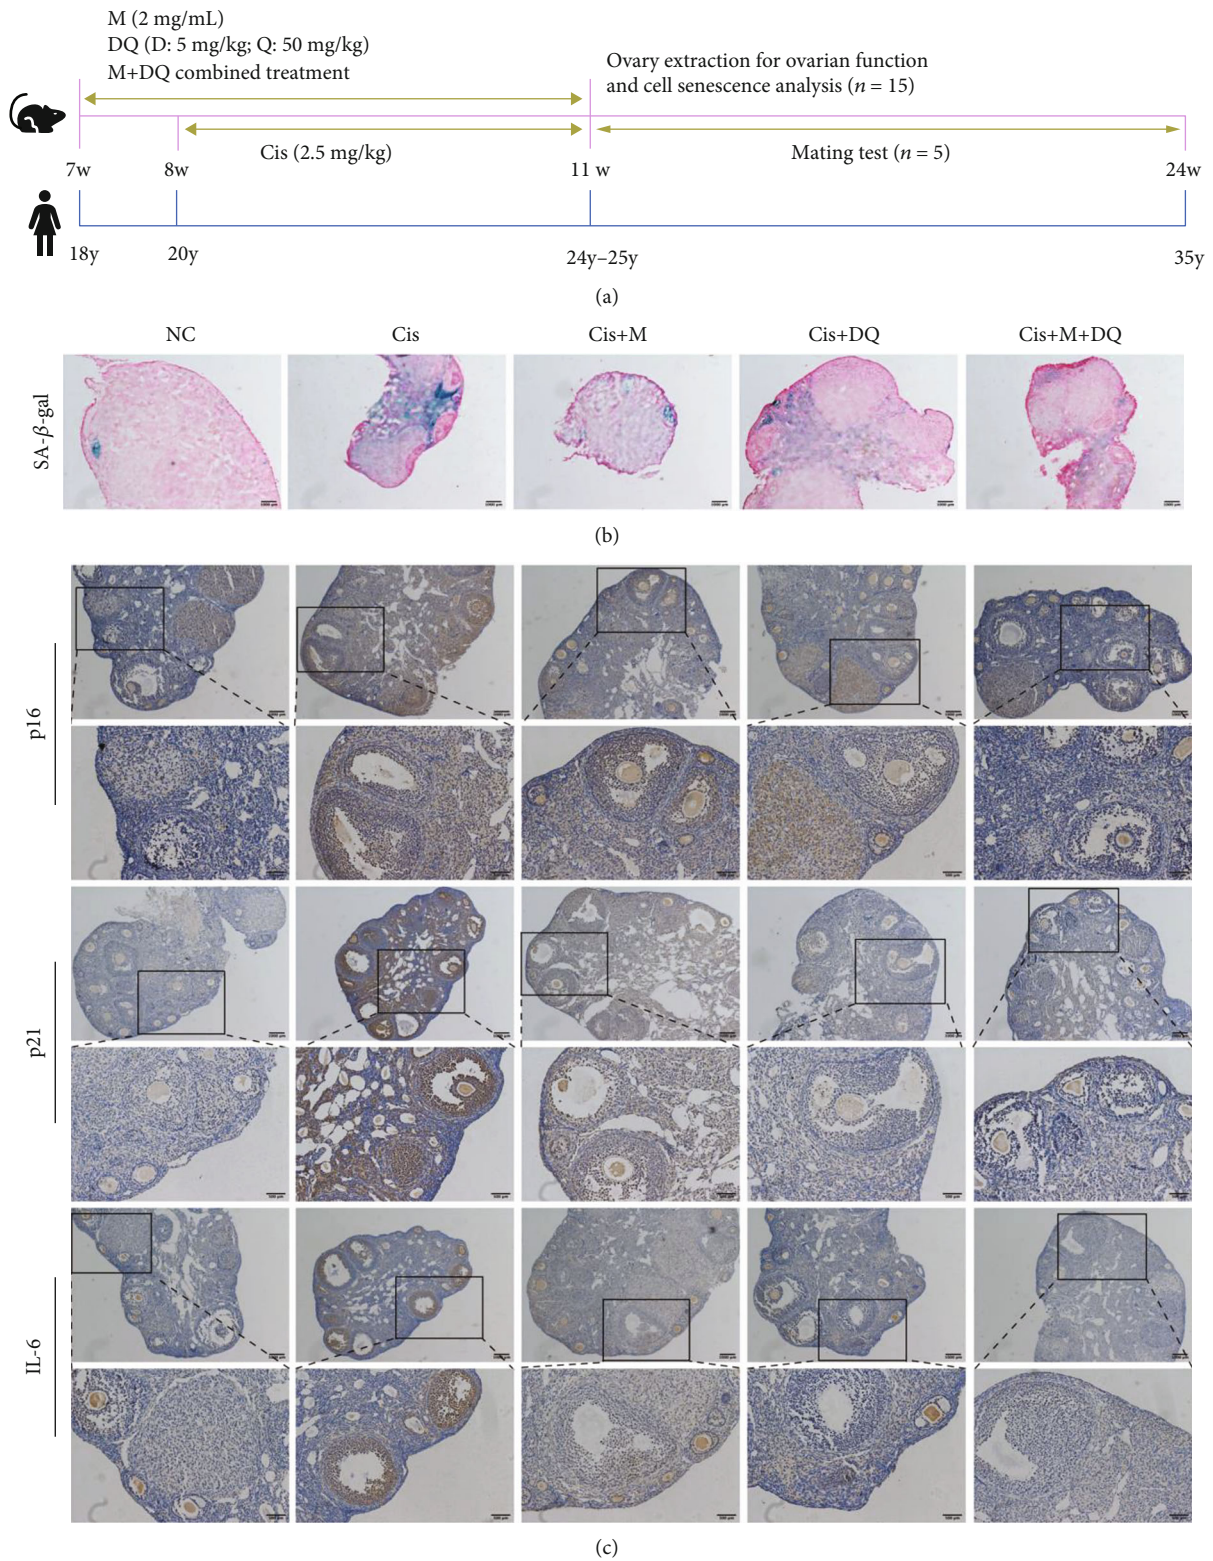 M (2 mg/mL)
DQ (D: 5 mg/kg; Q: 50 mg/kg)
M+DQ combined treatment
Ovary extraction for ovarian function
and cell senescence analysis (n = 15)
Cis (2.5 mg/kg)
Mating test (n = 5)
7w
8w
11 w
24w
18y
20y
24y–25y
35y
(a)
NC
Cis
Cis+M
Cis+DQ
Cis+M+DQ
SA-β-gal
(b)
p16
p21
IL-6
(c)